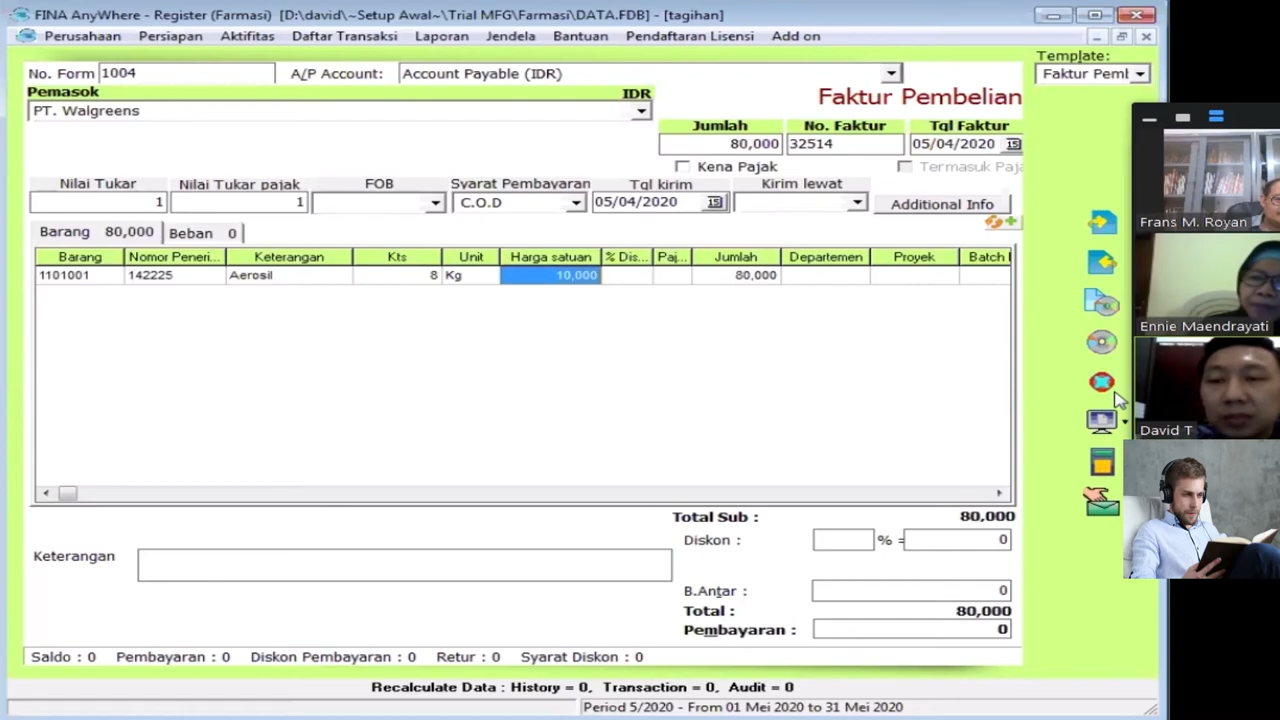 FINA AnyWhere - Register (Farmasi) [D:\david\~Setup Awal~\Trial MFG\Farmasi\DATA.FDB] - [tagihan]
Perusahaan Persiapan Aktifitas Daftar Transaksi Laporan Jendela Bantuan Pendaftaran Lisensi Add on
Template:
Faktur Peml
No. Form 1004 A/P Account: Account Payable (IDR)
Pemasok IDR
Faktur Pembelian
PT. Walgreens
Jumlah No. Faktur Tgl Faktur
80,000 32514 05/04/2020 15
Kena Pajak Termasuk Paja
Nilai Tukar Nilai Tukar pajak FOB Syarat Pembayaran Tgl kirim Kirim lewat
1 1 C.O.D 05/04/2020 15 Additional Info
Barang 80,000 Beban 0
Barang Nomor Peneri... Keterangan Kts Unit Harga satuan % Dis... Paj... Jumlah Departemen Proyek Batch
1101001 142225 Aerosil 8 Kg 10,000 80,000
Total Sub : 80,000
Diskon : % = 0
Keterangan
B.Antar : 0
Total : 80,000
Pembayaran : 0
Saldo : 0 Pembayaran : 0 Diskon Pembayaran : 0 Retur : 0 Syarat Diskon : 0
Recalculate Data : History = 0, Transaction = 0, Audit = 0
Period 5/2020 - From 01 Mei 2020 to 31 Mei 2020
Frans M. Royan
Ennie Maendrayati
David T